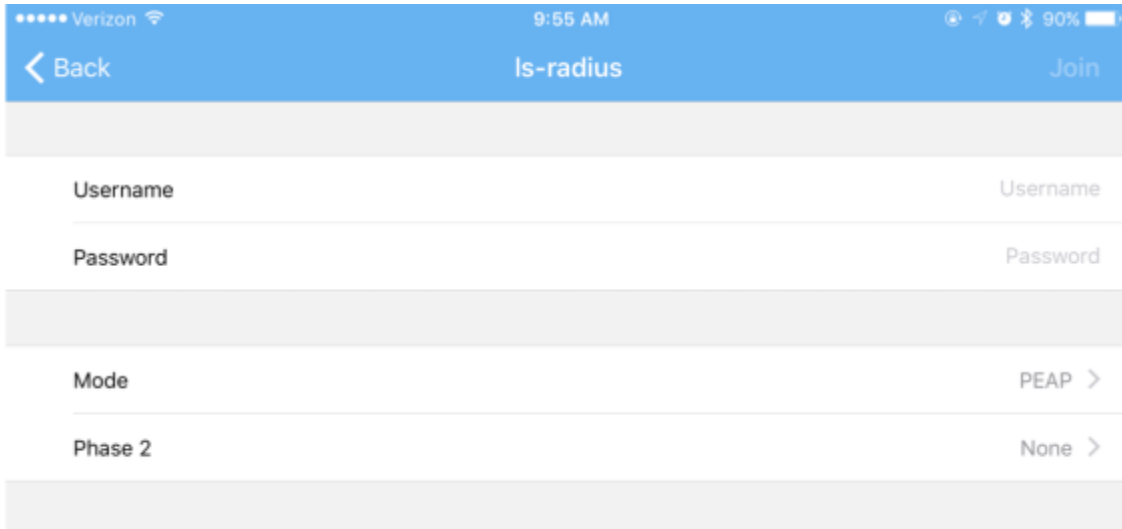 Verizon 9:55 AM 90%
Back ls-radius Join
Username Username
Password Password
Mode PEAP
Phase 2 None